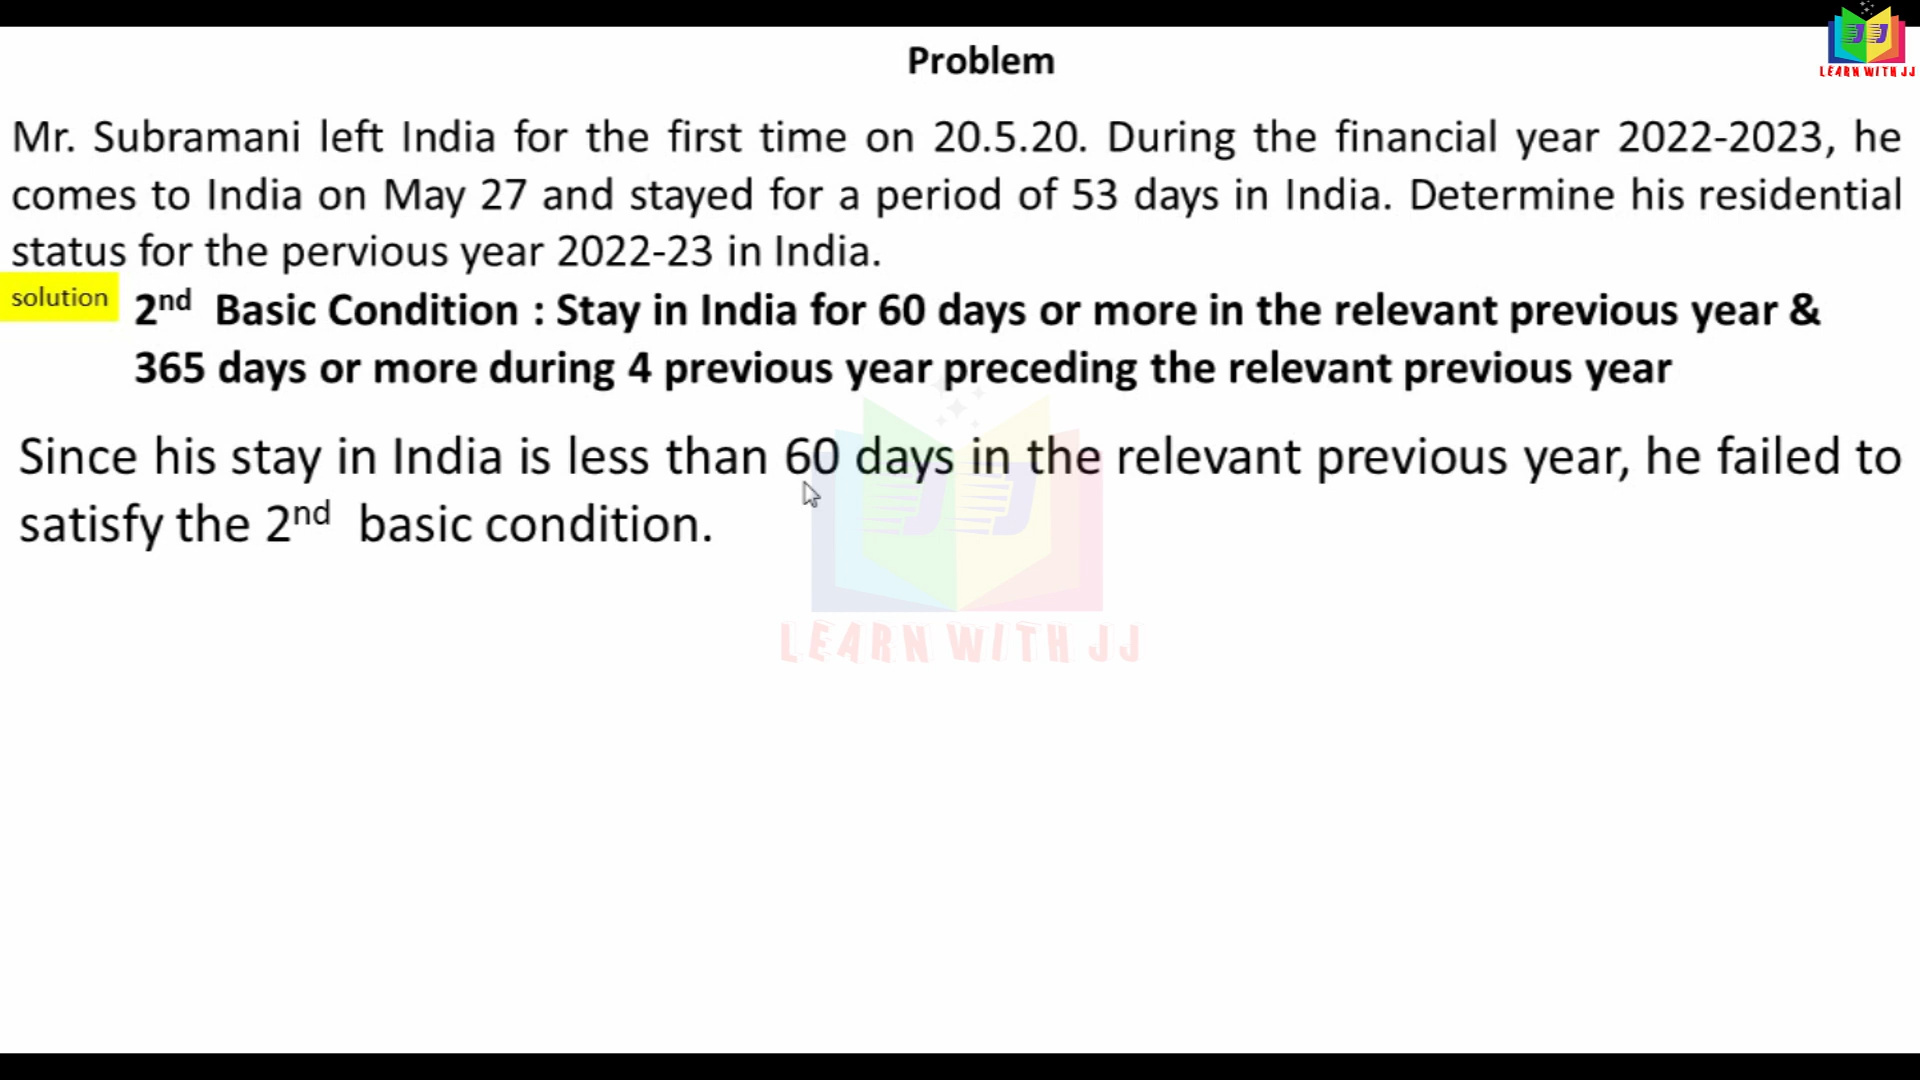 LEARN WITH JJ
Problem
Mr. Subramani left India for the first time on 20.5.20. During the financial year 2022-2023, he
comes to India on May 27 and stayed for a period of 53 days in India. Determine his residential
status for the pervious year 2022-23 in India.
solution
2nd Basic Condition : Stay in India for 60 days or more in the relevant previous year &
365 days or more during 4 previous year preceding the relevant previous year
Since his stay in India is less than 60 days in the relevant previous year, he failed to
satisfy the 2nd basic condition.
LEARN WITH JJ